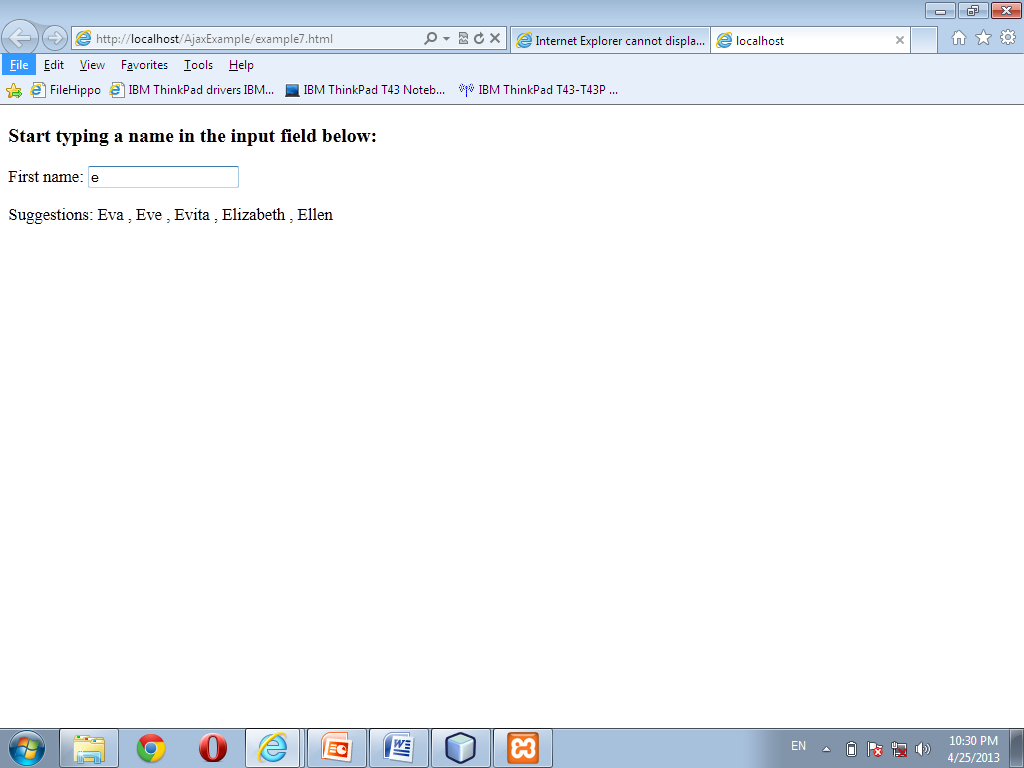 http://localhost/AjaxExample/example7.html
Internet Explorer cannot displa...
localhost
File Edit View Favorites Tools Help
FileHippo IBM ThinkPad drivers IBM... IBM ThinkPad T43 Noteb... IBM ThinkPad T43-T43P ...
Start typing a name in the input field below:
First name: e
Suggestions: Eva , Eve , Evita , Elizabeth , Ellen
EN
10:30 PM
4/25/2013